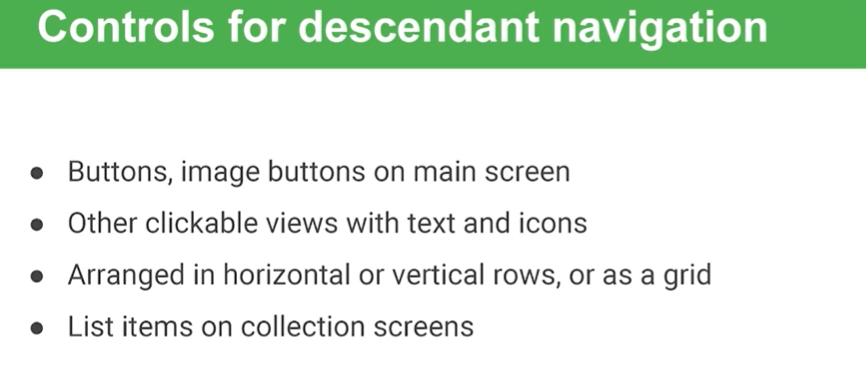 Controls for descendant navigation
● Buttons, image buttons on main screen
● Other clickable views with text and icons
● Arranged in horizontal or vertical rows, or as a grid
● List items on collection screens